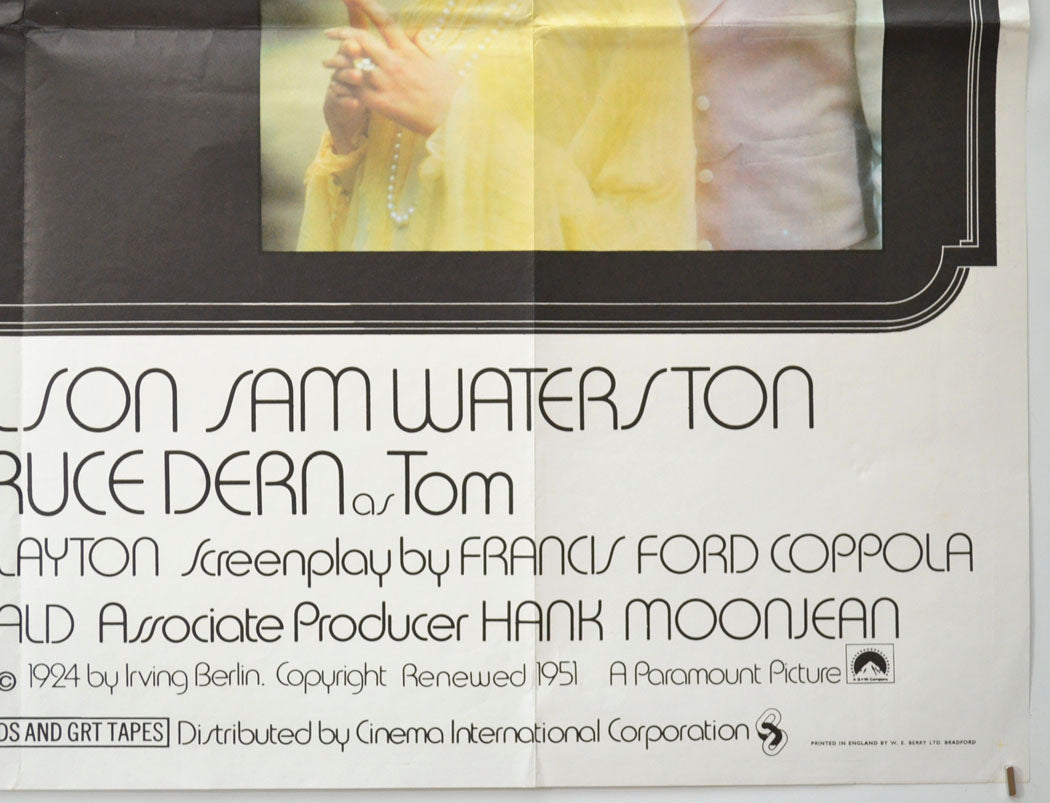 LSON SAM WATERSTON
RUCE DERN as Tom
LAYTON Screenplay by FRANCIS FORD COPPOLA
ALD Associate Producer HANK MOONJEAN
© 1924 by Irving Berlin. Copyright Renewed 1951 A Paramount Picture
DS AND GRT TAPES Distributed by Cinema International Corporation
PRINTED IN ENGLAND BY W. E. BERRY LTD. BRADFORD